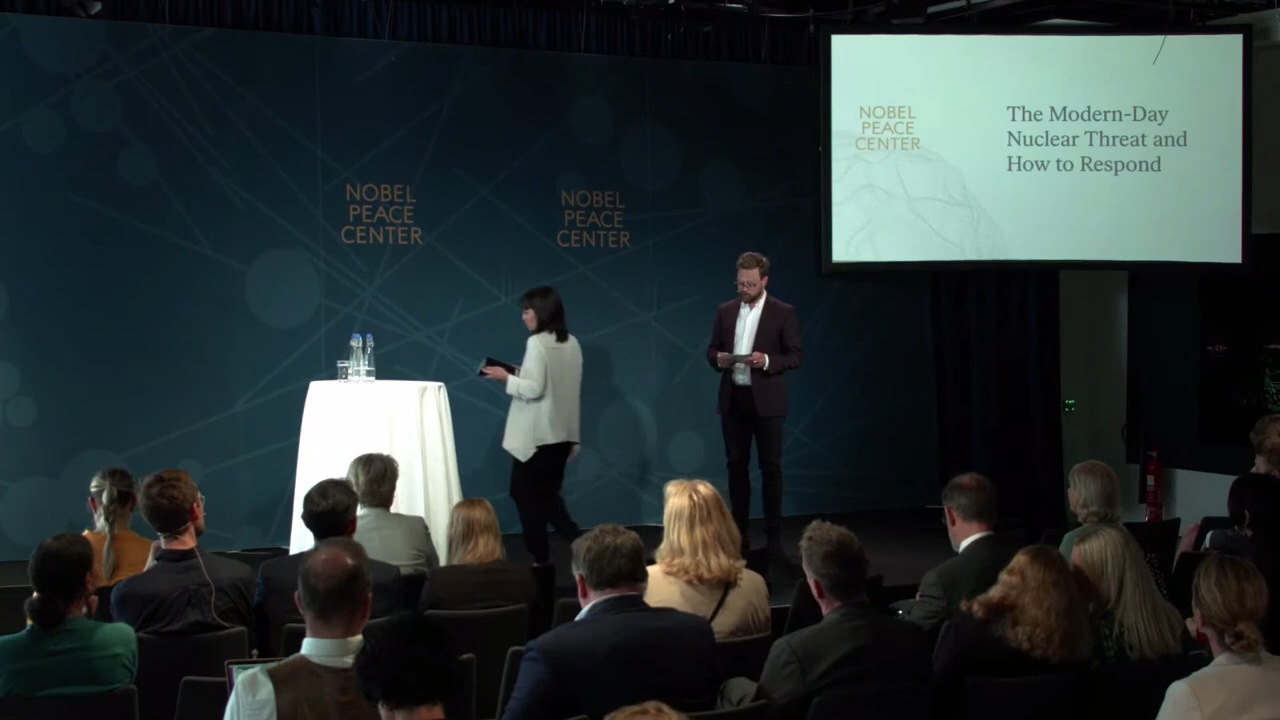 NOBEL
PEACE
CENTER
NOBEL
PEACE
CENTER
NOBEL
PEACE
CENTER
The Modern-Day
Nuclear Threat and
How to Respond